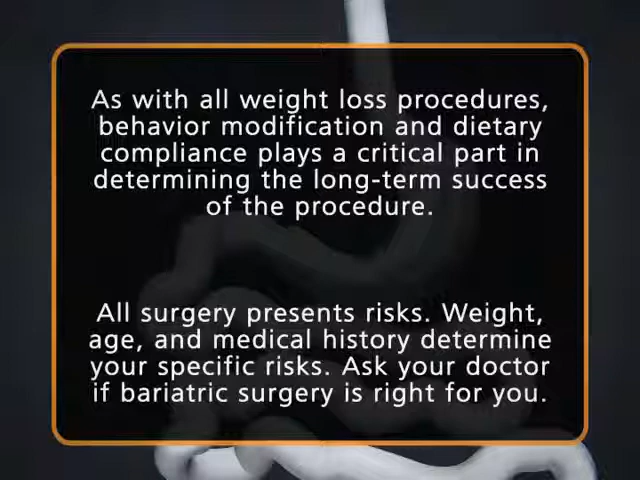 As with all weight loss procedures,
behavior modification and dietary
compliance plays a critical part in
determining the long-term success
of the procedure.
All surgery presents risks. Weight,
age, and medical history determine
your specific risks. Ask your doctor
if bariatric surgery is right for you.